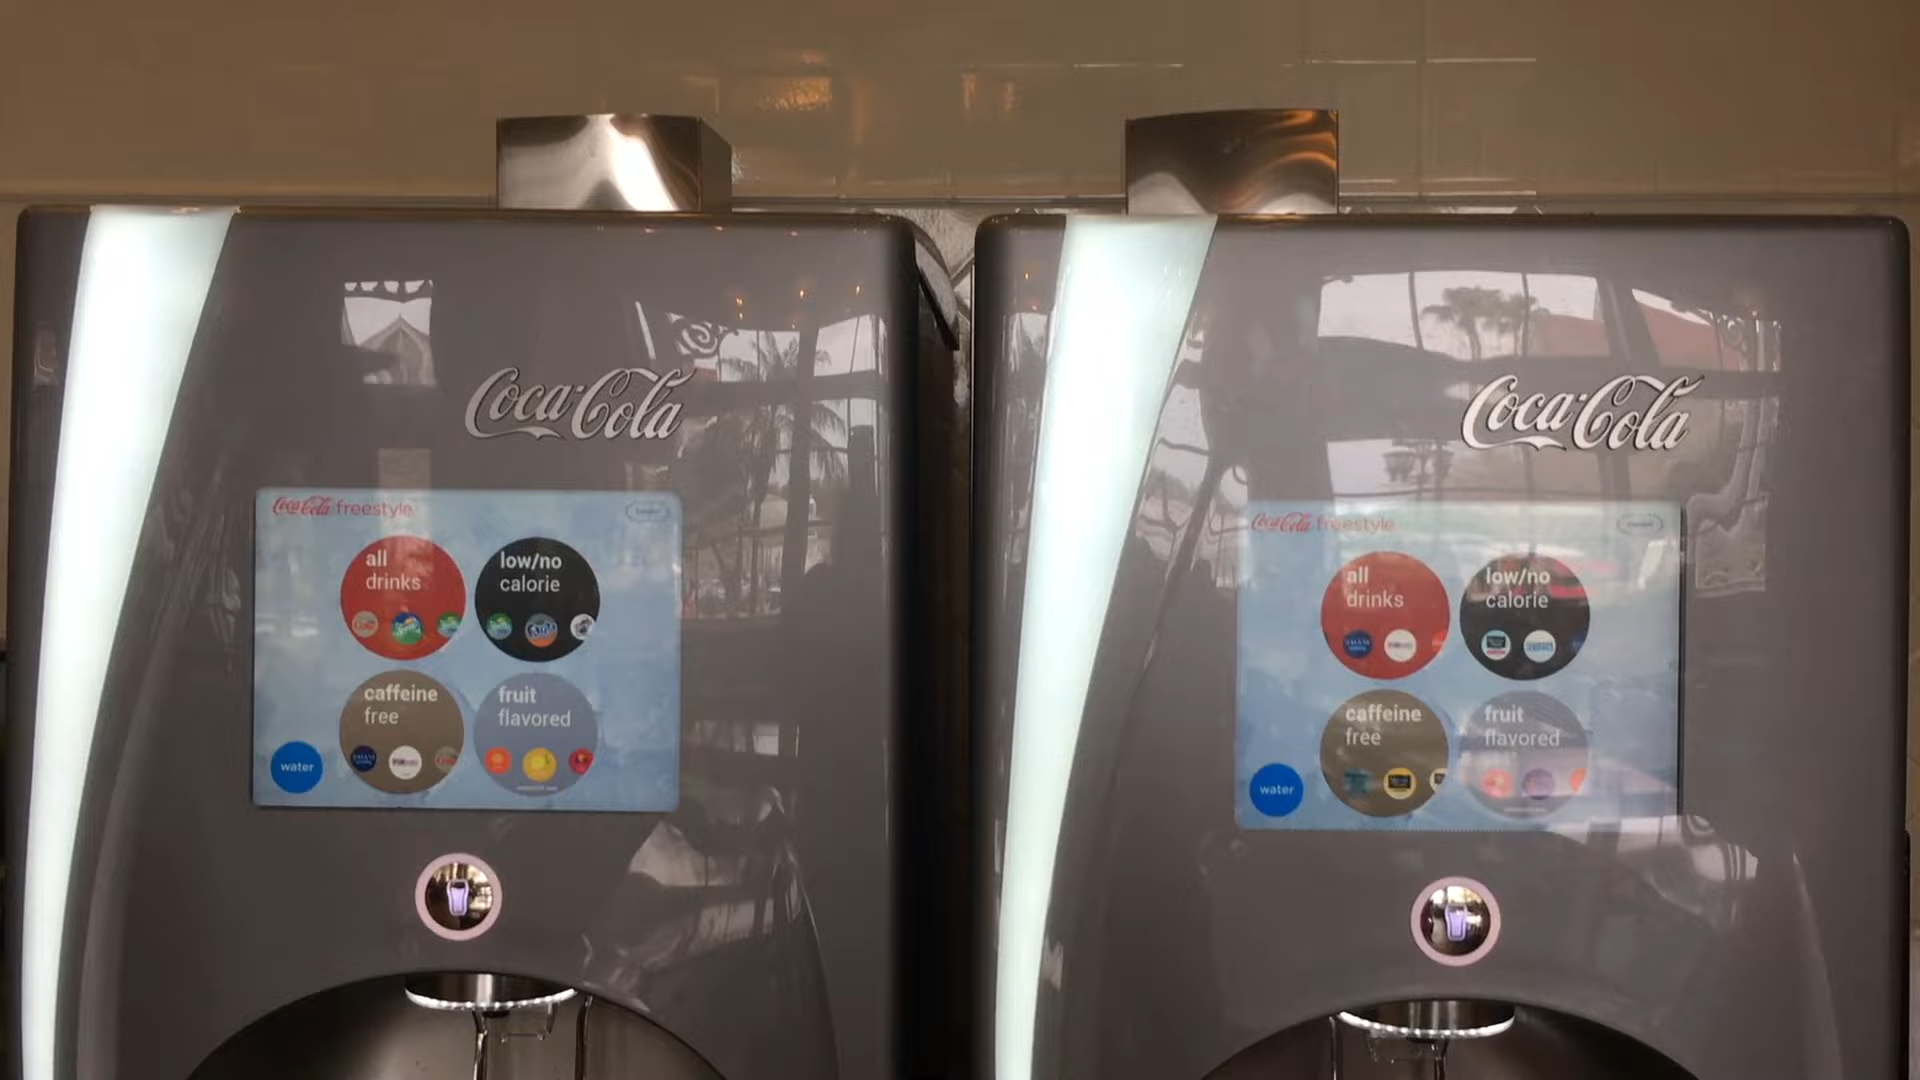 Coca-Cola
Coca-Cola freestyle
all
drinks
low/no
calorie
caffeine
free
fruit
flavored
water
Coca-Cola
Coca-Cola freestyle
all
drinks
low/no
calorie
caffeine
free
fruit
flavored
water